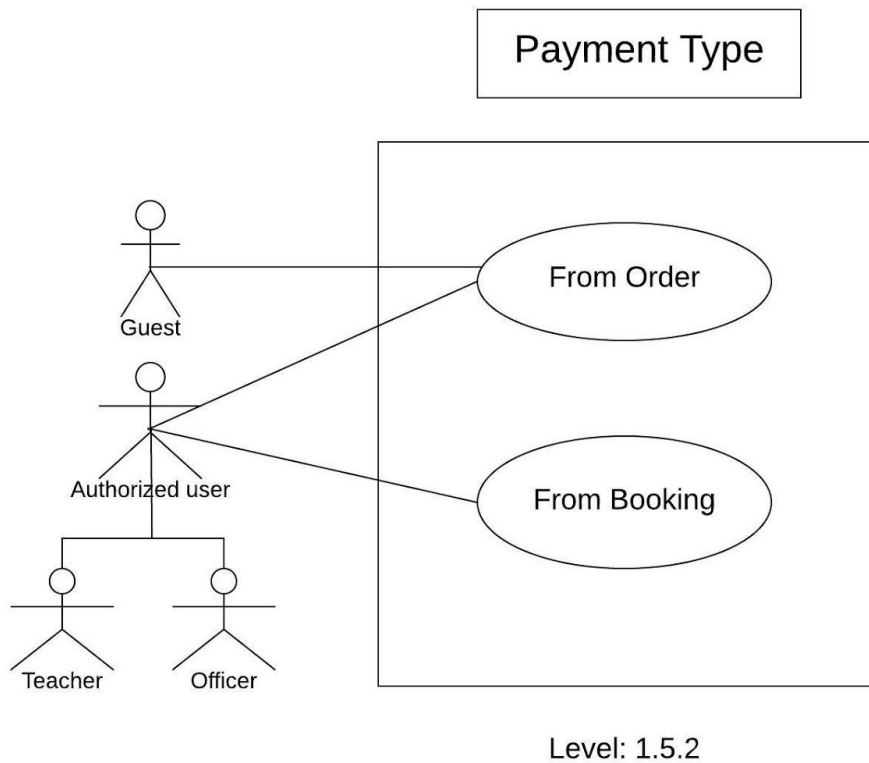 Payment Type
From Order
Guest
Authorized user
From Booking
Teacher
Officer
Level: 1.5.2